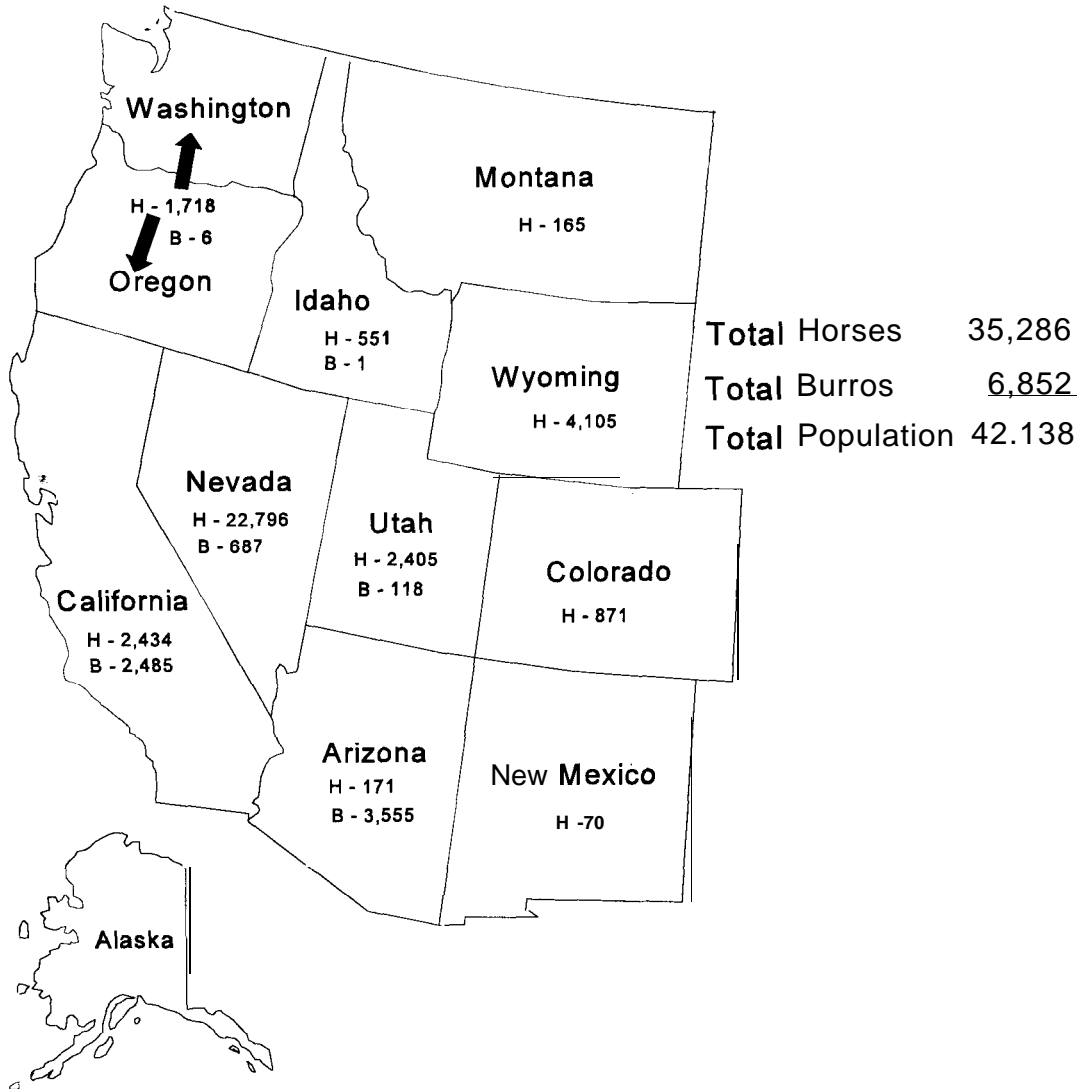 Washington
Montana
H - 1,718
H - 165
B - 6
Oregon
Idaho
H - 551
B - 1
Total Horses 35,286
Wyoming
Total Burros 6,852
H - 4,105
Total Population 42.138
Nevada
H - 22,796
B - 687
Utah
H - 2,405
B - 118
Colorado
H - 871
California
H - 2,434
B - 2,485
Arizona
H - 171
B - 3,555
New Mexico
H -70
Alaska